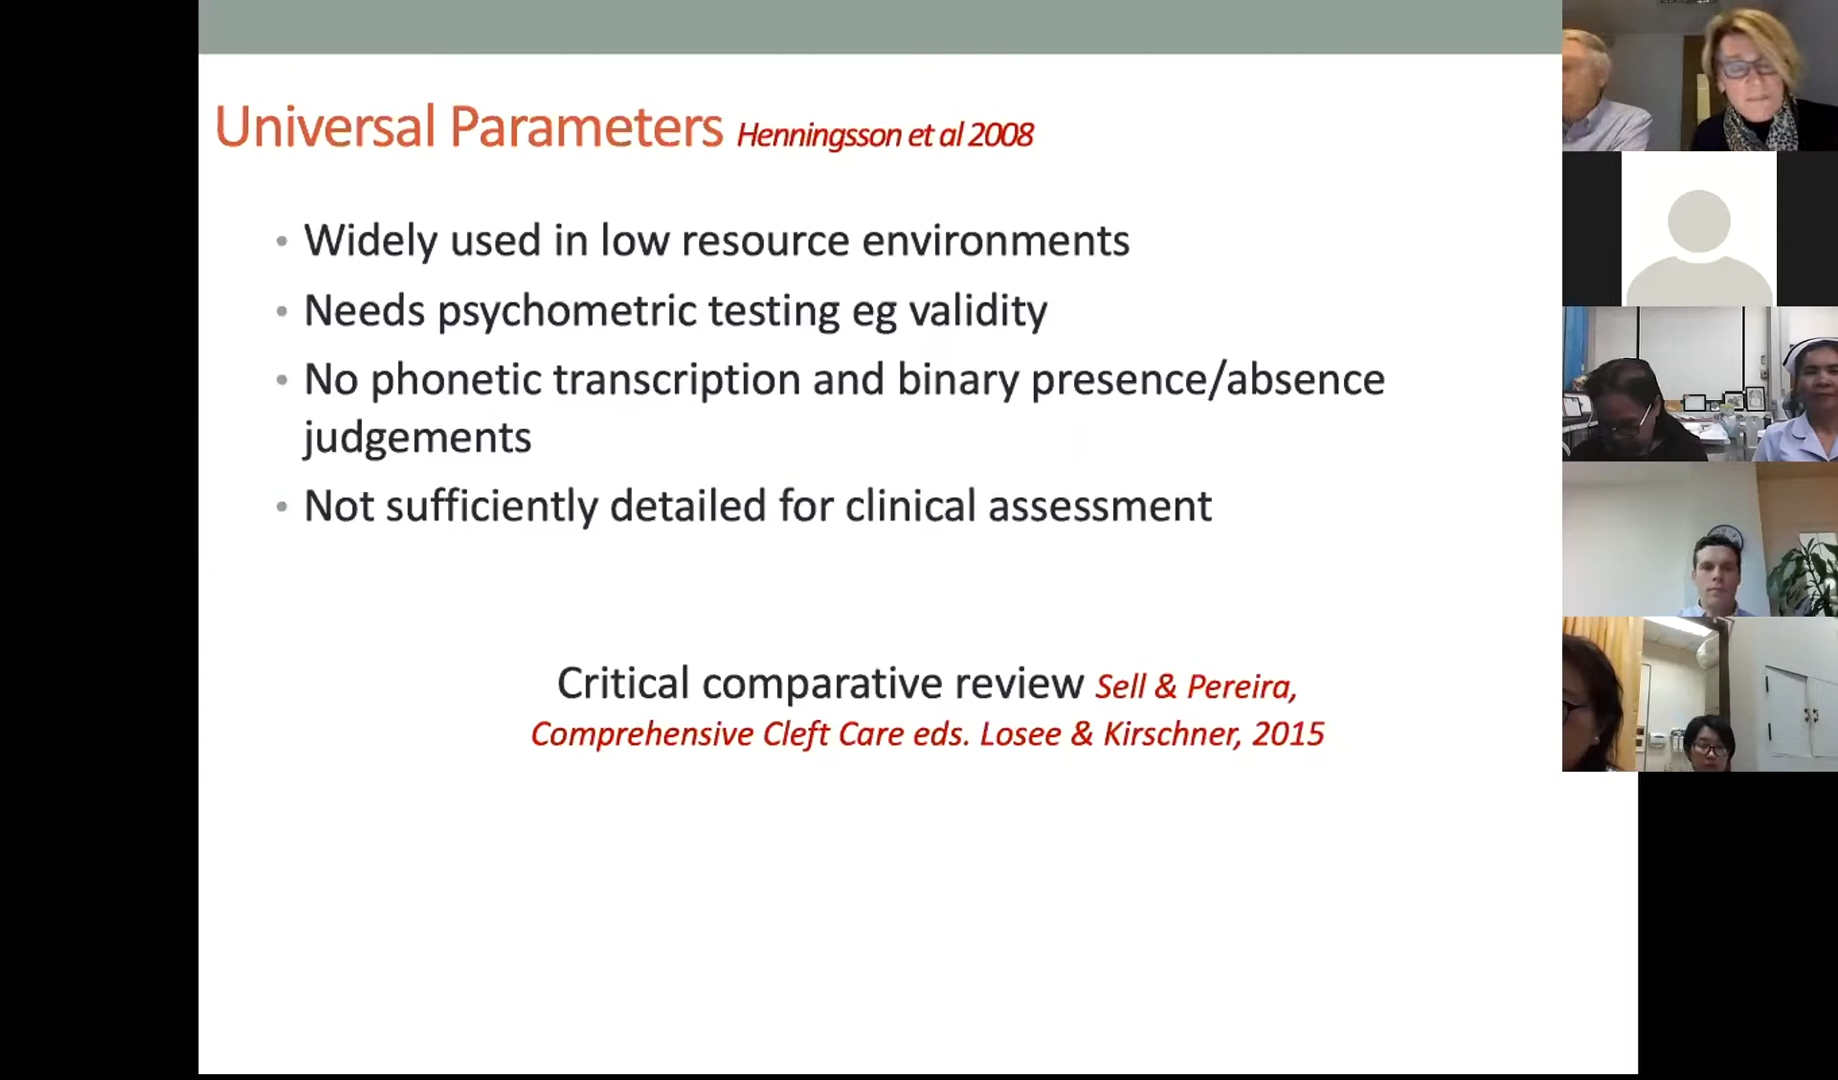 Universal Parameters Henningsson et al 2008
• Widely used in low resource environments
• Needs psychometric testing eg validity
• No phonetic transcription and binary presence/absence
judgements
• Not sufficiently detailed for clinical assessment
Critical comparative review Sell & Pereira,
Comprehensive Cleft Care eds. Losee & Kirschner, 2015